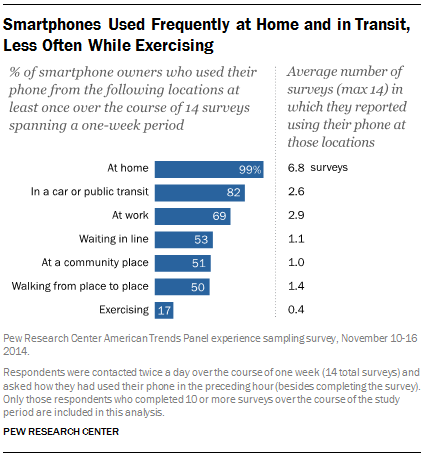 Smartphones Used Frequently at Home and in Transit,
Less Often While Exercising
% of smartphone owners who used their
phone from the following locations at
least once over the course of 14 surveys
spanning a one-week period
Average number of
surveys (max 14) in
which they reported
using their phone at
those locations
At home 99% 6.8 surveys
In a car or public transit 82 2.6
At work 69 2.9
Waiting in line 53 1.1
At a community place 51 1.0
Walking from place to place 50 1.4
Exercising 17 0.4
Pew Research Center American Trends Panel experience sampling survey, November 10-16
2014.
Respondents were contacted twice a day over the course of one week (14 total surveys) and
asked how they had used their phone in the preceding hour (besides completing the survey).
Only those respondents who completed 10 or more surveys over the course of the study
period are included in this analysis.
PEW RESEARCH CENTER